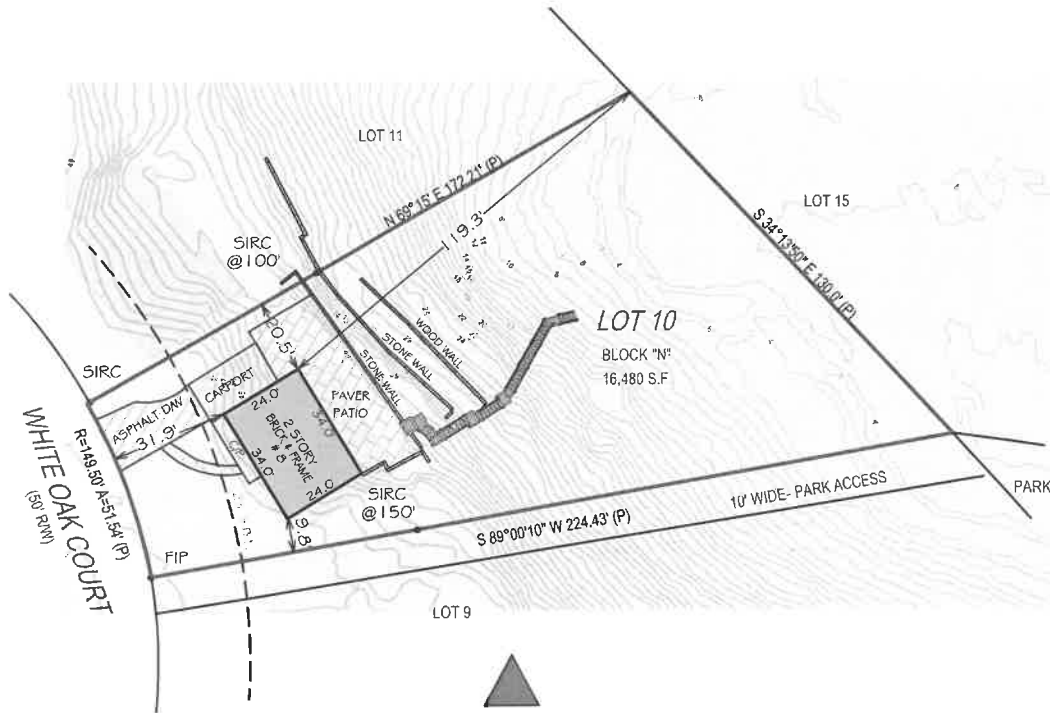 LOT 11
N 69°15' E 172.21' (P)
LOT 15
119.3'
S 34°13'50" E 130.0' (P)
SIRC
@100'
20.5'
WOOD WALL
STONE WALL
STONE WALL
LOT 10
BLOCK "N"
16,480 S.F
SIRC
CARPORT
ASPHALT D/W
31.9'
24.0'
PAVER
PATIO
34.0'
2 STORY
BRICK & FRAME
# 8
34.0'
24.0'
WHITE OAK COURT
(50' R/W)
R=149.50' A=51.54' (P)
SIRC
@150'
9.8'
FIP
S 89°00'10" W 224.43' (P)
10' WIDE- PARK ACCESS
PARK
LOT 9